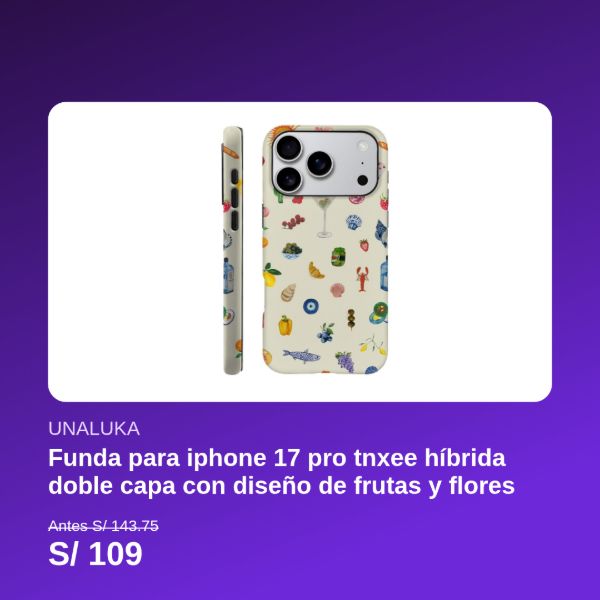 UNALUKA
Funda para iphone 17 pro tnxee híbrida
doble capa con diseño de frutas y flores
Antes S/ 143.75
S/ 109